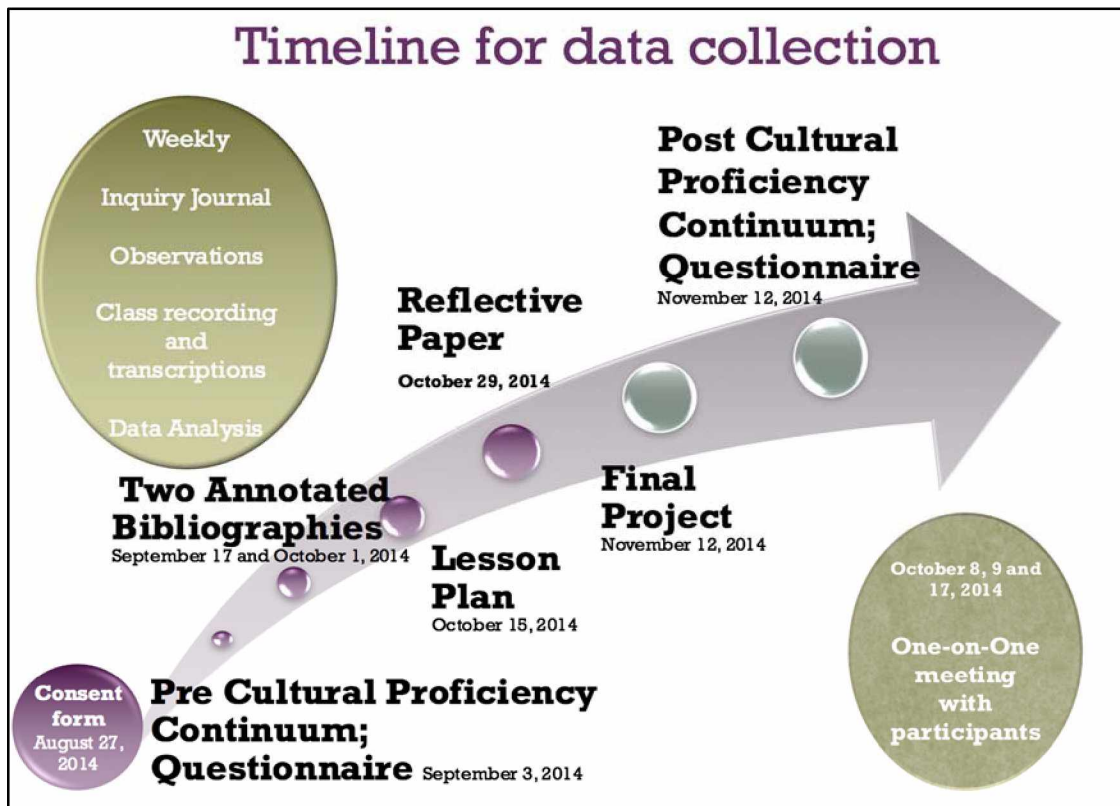 Timeline for data collection
Weekly
Inquiry Journal
Observations
Class recording
and
transcriptions
Data Analysis
Post Cultural
Proficiency
Continuum;
Questionnaire
November 12, 2014
Reflective
Paper
October 29, 2014
Two Annotated
Bibliographies
September 17 and October 1, 2014
Final
Project
November 12, 2014
Lesson
Plan
October 15, 2014
October 8, 9 and
17, 2014
One-on-One
meeting
with
participants
Consent
form
August 27,
2014
Pre Cultural Proficiency
Continuum;
Questionnaire September 3, 2014